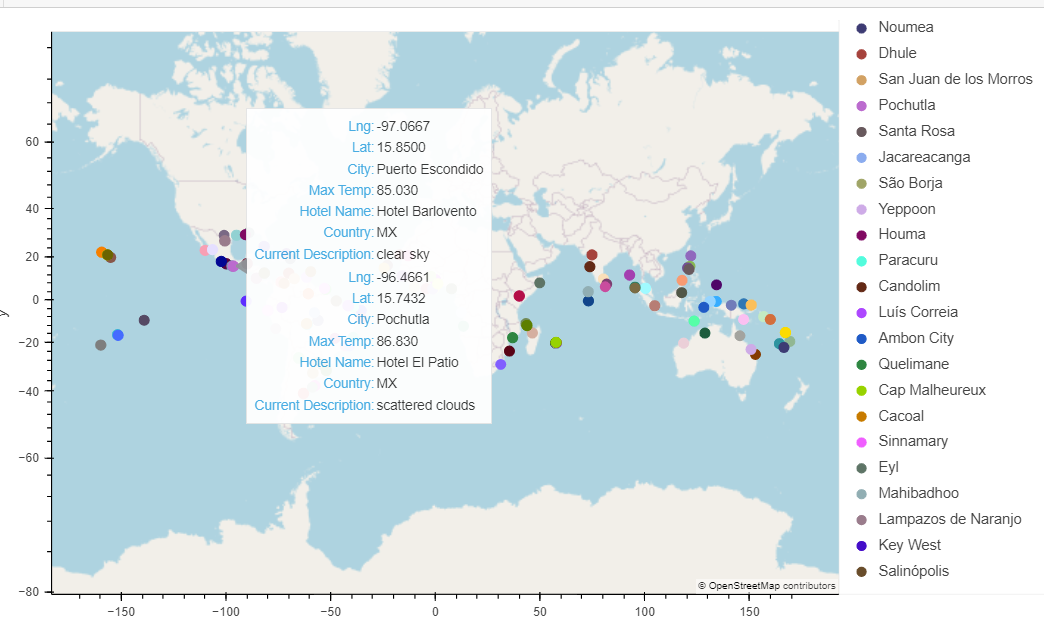 Lng: -97.0667
Lat: 15.8500
City: Puerto Escondido
Max Temp: 85.030
Hotel Name: Hotel Barlovento
Country: MX
Current Description: clear sky
Lng: -96.4661
Lat: 15.7432
City: Pochutla
Max Temp: 86.830
Hotel Name: Hotel El Patio
Country: MX
Current Description: scattered clouds
60
40
20
0
−20
−40
−60
−80
y
−150
−100
−50
0
50
100
150
© OpenStreetMap contributors
Noumea
Dhule
San Juan de los Morros
Pochutla
Santa Rosa
Jacareacanga
São Borja
Yeppoon
Houma
Paracuru
Candolim
Luís Correia
Ambon City
Quelimane
Cap Malheureux
Cacoal
Sinnamary
Eyl
Mahibadhoo
Lampazos de Naranjo
Key West
Salinópolis